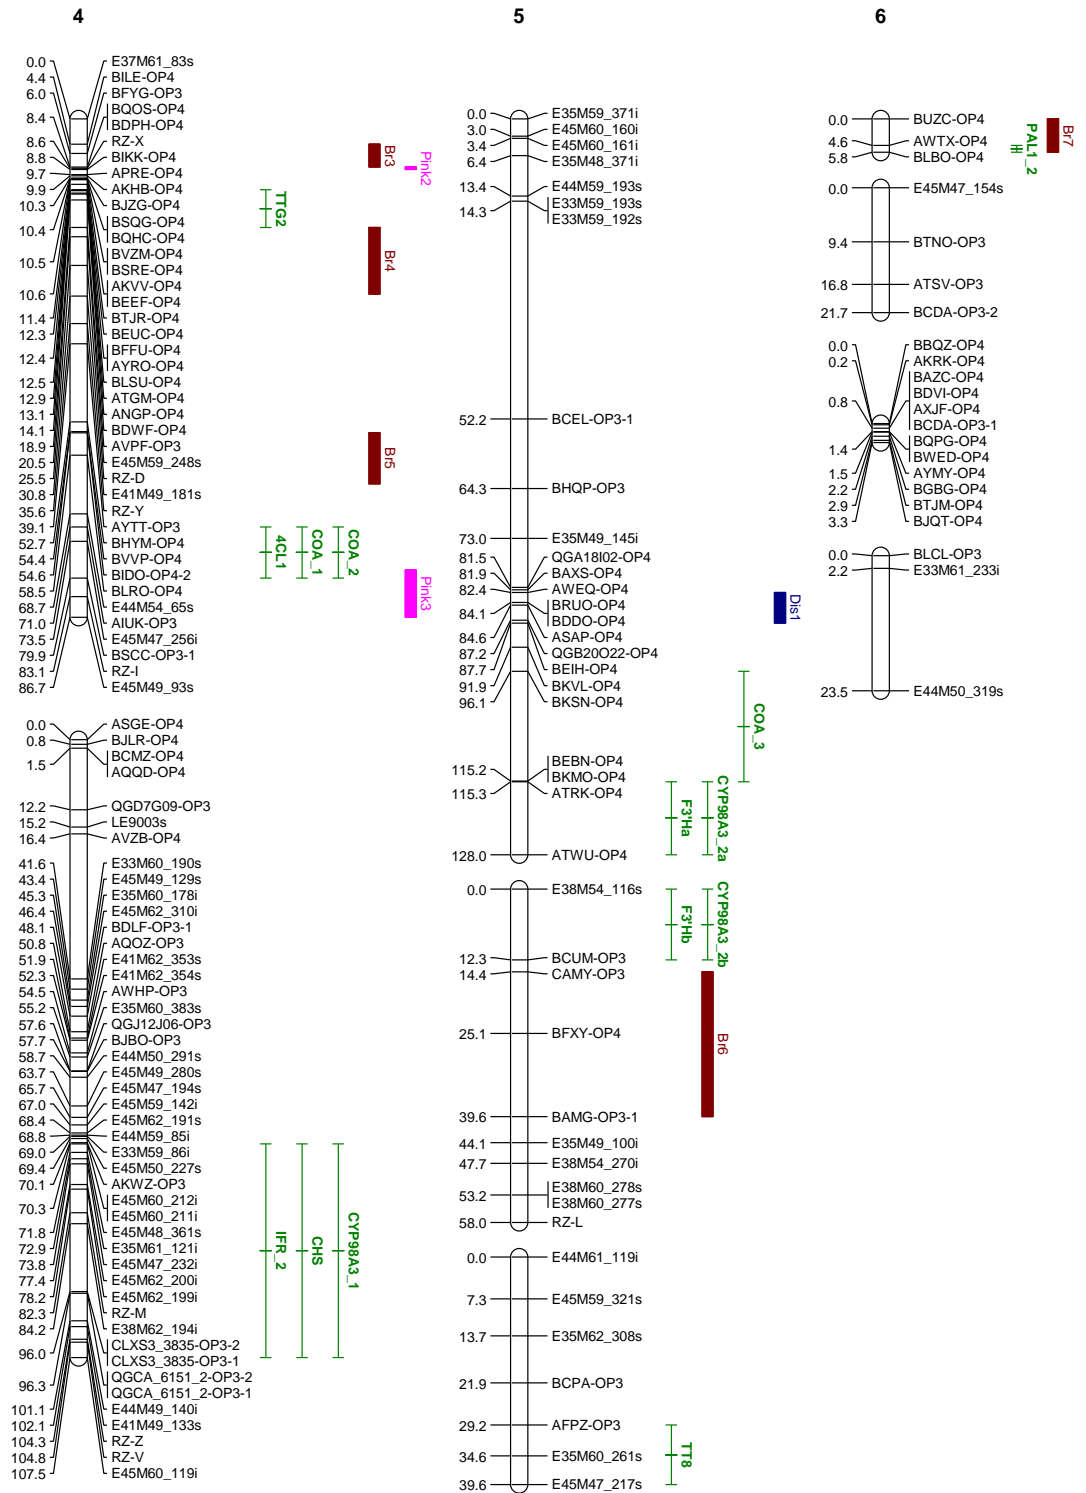 4
0.0 E37M61_83s
4.4 BILE-OP4
6.0 BFYG-OP3
8.4 BQOS-OP4
BDPH-OP4
8.6 RZ-X
8.8 BIKK-OP4
9.7 APRE-OP4
9.9 AKHB-OP4
10.3 BJZG-OP4
10.4 BSQG-OP4
BQHC-OP4
10.5 BVZM-OP4
BSRE-OP4
10.6 AKVV-OP4
BEEF-OP4
11.4 BTJR-OP4
12.3 BEUC-OP4
12.4 BFFU-OP4
AYRO-OP4
12.5 BLSU-OP4
12.9 ATGM-OP4
13.1 ANGP-OP4
14.1 BDWF-OP4
18.9 AVPF-OP3
20.5 E45M59_248s
25.5 RZ-D
30.8 E41M49_181s
35.6 RZ-Y
39.1 AYTT-OP3
52.7 BHYM-OP4
54.4 BVVP-OP4
54.6 BIDO-OP4-2
58.5 BLRO-OP4
68.7 E44M54_65s
71.0 AIUK-OP3
73.5 E45M47_256i
79.9 BSCC-OP3-1
83.1 RZ-I
86.7 E45M49_93s
Br3
Pink2
TTG2
Br4
Br5
4CL1
COA_1
COA_2
Pink3
0.0 ASGE-OP4
0.8 BJLR-OP4
1.5 BCMZ-OP4
AQQD-OP4
12.2 QGD7G09-OP3
15.2 LE9003s
16.4 AVZB-OP4
41.6 E33M60_190s
43.4 E45M49_129s
45.3 E35M60_178i
46.4 E45M62_310i
48.1 BDLF-OP3-1
50.8 AQOZ-OP3
51.9 E41M62_353s
52.3 E41M62_354s
54.5 AWHP-OP3
55.2 E35M60_383s
57.6 QGJ12J06-OP3
57.7 BJBO-OP3
58.7 E44M50_291s
63.7 E45M49_280s
65.7 E45M47_194s
67.0 E45M59_142i
68.4 E45M62_191s
68.8 E44M59_85i
69.0 E33M59_86i
69.4 E45M50_227s
70.1 AKWZ-OP3
70.3 E45M60_212i
E45M60_211i
71.8 E45M48_361s
72.9 E35M61_121i
73.8 E45M47_232i
77.4 E45M62_200i
78.2 E45M62_199i
82.3 RZ-M
84.2 E38M62_194i
96.0 CLXS3_3835-OP3-2
CLXS3_3835-OP3-1
96.3 QGCA_6151_2-OP3-2
QGCA_6151_2-OP3-1
101.1 E44M49_140i
102.1 E41M49_133s
104.3 RZ-Z
104.8 RZ-V
107.5 E45M60_119i
IFR_2
CHS
CYP98A3_1
5
0.0 E35M59_371i
3.0 E45M60_160i
3.4 E45M60_161i
6.4 E35M48_371i
13.4 E44M59_193s
14.3 E33M59_193s
E33M59_192s
52.2 BCEL-OP3-1
64.3 BHQP-OP3
73.0 E35M49_145i
81.5 QGA18I02-OP4
81.9 BAXS-OP4
82.4 AWEQ-OP4
84.1 BRUO-OP4
BDDO-OP4
84.6 ASAP-OP4
87.2 QGB20O22-OP4
87.7 BEIH-OP4
91.9 BKVL-OP4
96.1 BKSN-OP4
115.2 BEBN-OP4
BKMO-OP4
115.3 ATRK-OP4
128.0 ATWU-OP4
COA_3
F3'Ha
CYP98A3_2a
0.0 E38M54_116s
12.3 BCUM-OP3
14.4 CAMY-OP3
25.1 BFXY-OP4
39.6 BAMG-OP3-1
44.1 E35M49_100i
47.7 E38M54_270i
53.2 E38M60_278s
E38M60_277s
58.0 RZ-L
F3'Hb
CYP98A3_2b
Br6
0.0 E44M61_119i
7.3 E45M59_321s
13.7 E35M62_308s
21.9 BCPA-OP3
29.2 AFPZ-OP3
34.6 E35M60_261s
39.6 E45M47_217s
TT8
6
0.0 BUZC-OP4
4.6 AWTX-OP4
5.8 BLBO-OP4
PAL1_2
Br7
0.0 E45M47_154s
9.4 BTNO-OP3
16.8 ATSV-OP3
21.7 BCDA-OP3-2
0.0 BBQZ-OP4
0.2 AKRK-OP4
0.8 BAZC-OP4
BDVI-OP4
AXJF-OP4
BCDA-OP3-1
1.4 BQPG-OP4
BWED-OP4
1.5 AYMY-OP4
2.2 BGBG-OP4
2.9 BTJM-OP4
3.3 BJQT-OP4
0.0 BLCL-OP3
2.2 E33M61_233i
23.5 E44M50_319s
Dis1